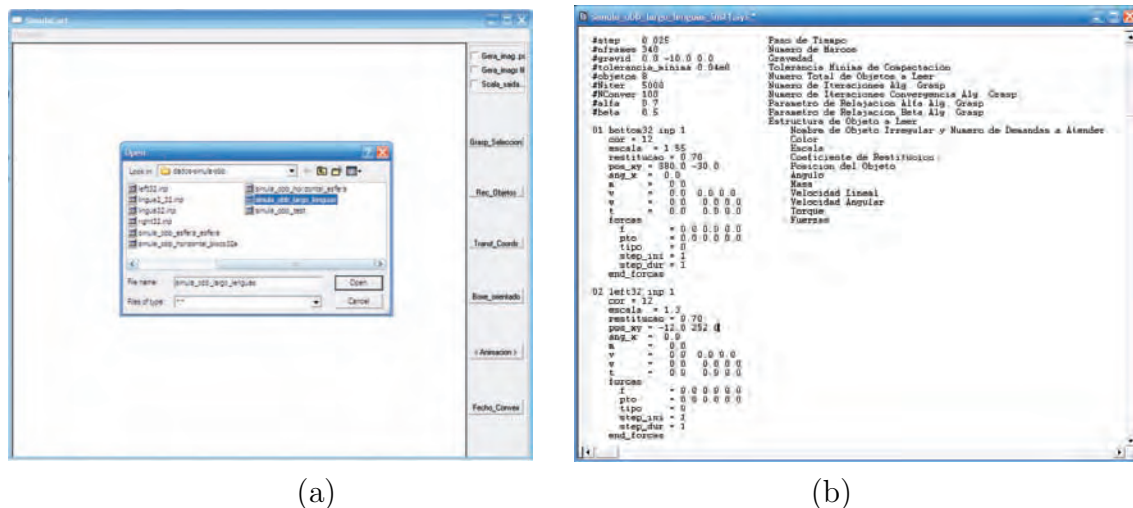 SimulaCort
Gera_imag.ps
Gera_imags
Scala_saida..
Grasp_Seleccion
Rec_Objetos
Transf_Coords
Boxe_orientado
< Animacion >
Fecho_Convex
Open
Look in:
left32.inp
lingua2_32.inp
lingua32.inp
right32.inp
simula_obb_esfera_esfera
simula_obb_horizontal_bloco32a
simula_obb_horizontal_esfera
simula_obb_largo_lenguas
simula_obb_test
File name: simula_obb_largo_lenguas Open
Files of type: *.* Cancel
(a)
#step 0.025 Paso de Tiempo
#nframes 340 Numero de Marcos
#gravid 0.0 -10.0 0.0 Gravedad
#tolerancia_minima 0.04e0 Tolerancia Minima de Compactación
#objetos 8 Numero Total de Objetos a Leer
#Niter 5000 Numero de Iteraciones Alg. Grasp
#NConver 100 Numero de Iteraciones Convergencia Alg. Grasp
#alfa 0.7 Parametro de Relajacion Alfa Alg. Grasp
#beta 0.5 Parametro de Relajacion Beta Alg. Grasp
Estructura de Objeto a Leer
01 bottom32.inp 1 Nombre de Objeto Irregular y Numero de Demandas a Atender
cor = 12 Color
escala = 1.55 Escala
restitucao = 0.70 Coeficiente de Restitucion
pos_xy = 380.0 -30.0 Posicion del Objeto
ang_x = 0.0 Angulo
m = 0.0 Masa
v = 0.0 0.0 0.0 Velocidad Lineal
w = 0.0 0.0 0.0 Velocidad Angular
t = 0.0 0.0 0.0 Torque
forcas Fuerzas
f = 0.0 0.0 0.0
pto = 0.0 0.0 0.0
tipo = 0
step_ini = 1
step_dur = 1
end_forcas
02 left32.inp 1
cor = 12
escala = 1.3
restitucao = 0.70
pos_xy = -12.0 252.0
ang_x = 0.0
m = 0.0
v = 0.0 0.0 0.0
w = 0.0 0.0 0.0
t = 0.0 0.0 0.0
forcas
f = 0.0 0.0 0.0
pto = 0.0 0.0 0.0
tipo = 0
step_ini = 1
step_dur = 1
end_forcas
(b)